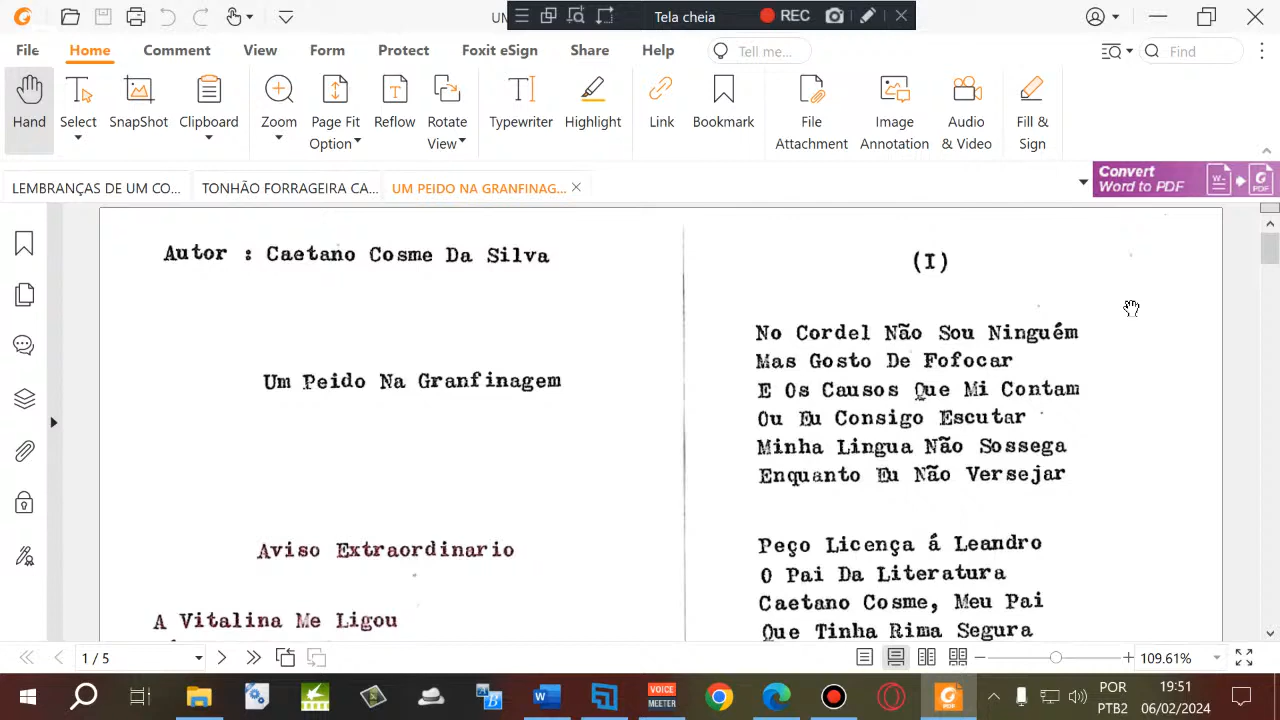 UM
Tela cheia
REC
File
Home
Comment
View
Form
Protect
Foxit eSign
Share
Help
Tell me...
Find
Hand
Select
SnapShot
Clipboard
Zoom
Page Fit
Option
Reflow
Rotate
View
Typewriter
Highlight
Link
Bookmark
File
Attachment
Image
Annotation
Audio
& Video
Fill &
Sign
LEMBRANÇAS DE UM CO...
TONHÃO FORRAGEIRA CA...
UM PEIDO NA GRANFINAG...
Convert
Word to PDF
Autor : Caetano Cosme Da Silva
Um Peido Na Granfinagem
Aviso Extraordinario
A Vitalina Me Ligou
(I)
No Cordel Não Sou Ninguém
Mas Gosto De Fofocar
E Os Causos Que Mi Contam
Ou Eu Consigo Escutar
Minha Lingua Não Sossega
Enquanto Eu Não Versejar
Peço Licença á Leandro
O Pai Da Literatura
Caetano Cosme, Meu Pai
Que Tinha Rima Segura
1 / 5
109.61%
VOICE
MEETER
PDF
POR
PTB2
19:51
06/02/2024